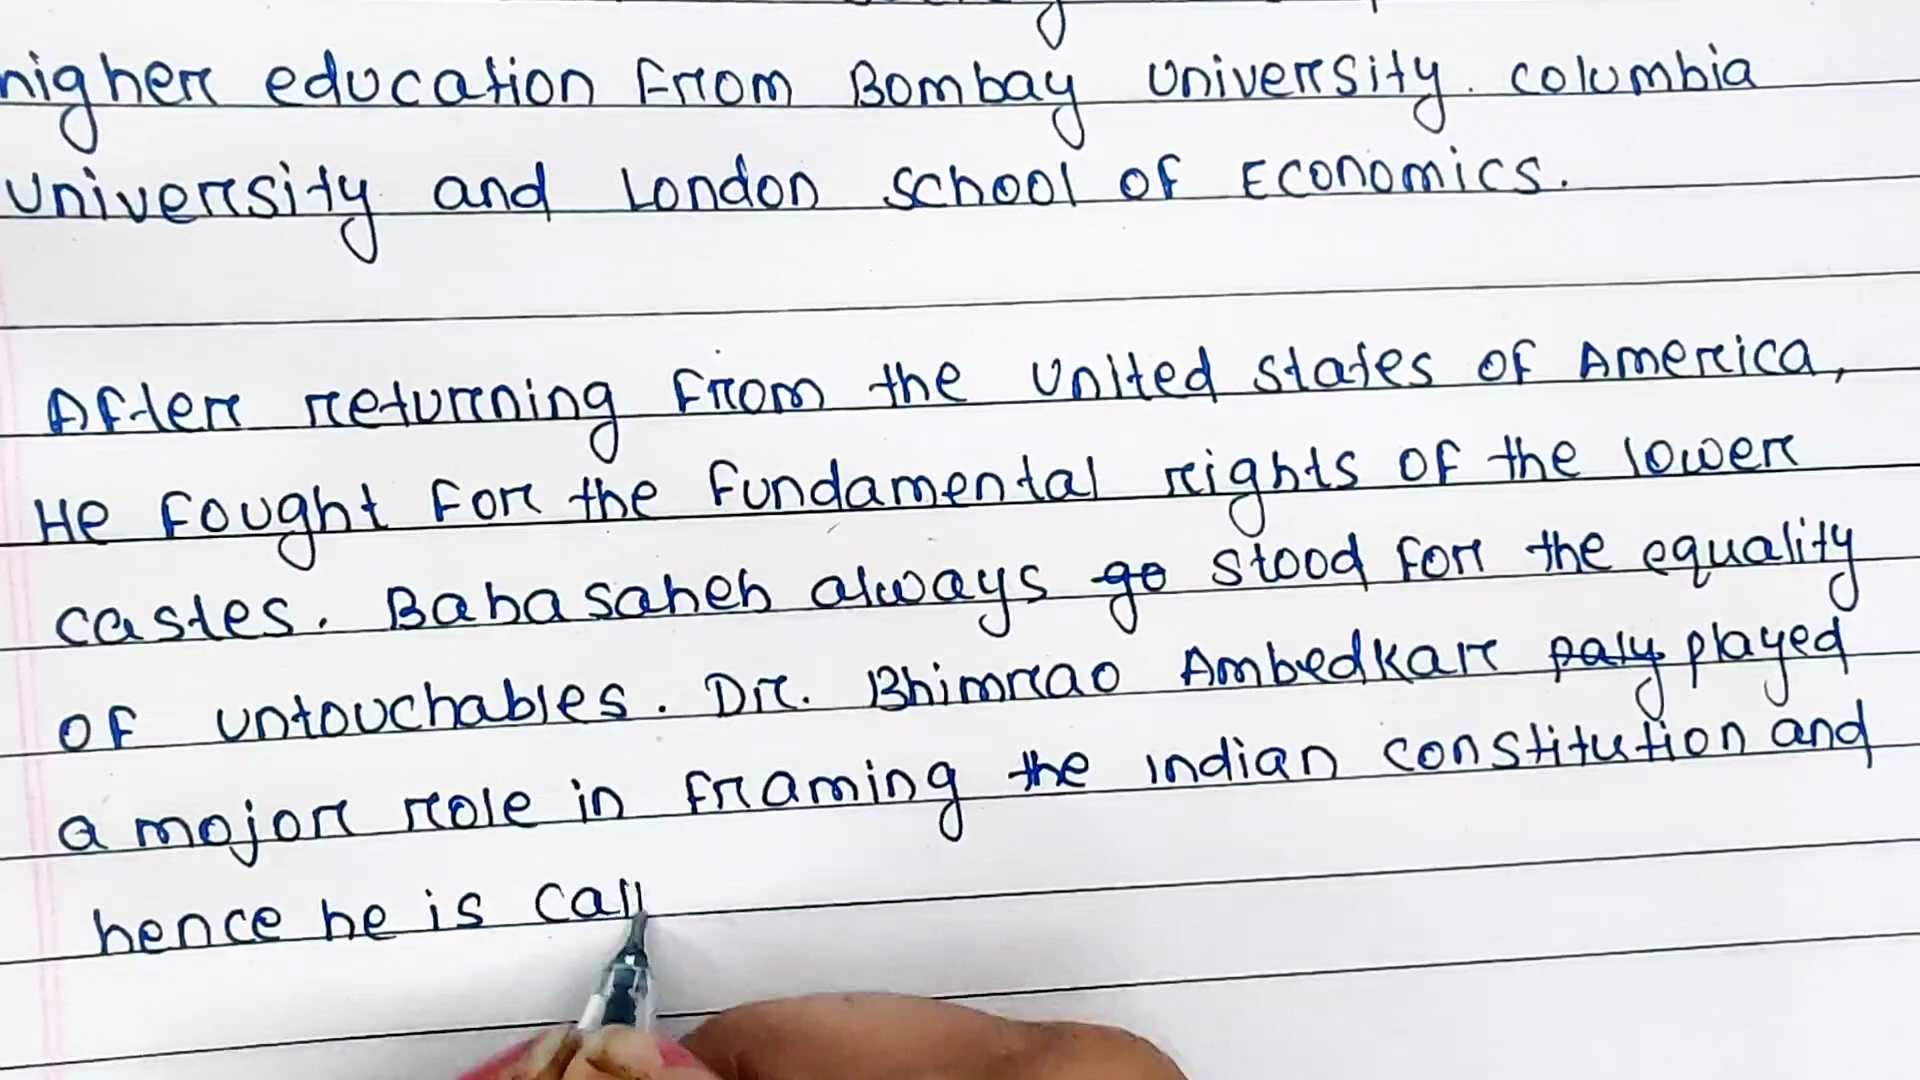 higher education From Bombay University. columbia
University and London School of Economics.
After returning From the United states of America,
He Fought For the Fundamental rights of the lower
castes. Babasaheb always go stood For the equality
of untouchables. Dr. Bhimrao Ambedkar paly played
a major role in Framing the indian constitution and
hence he is call